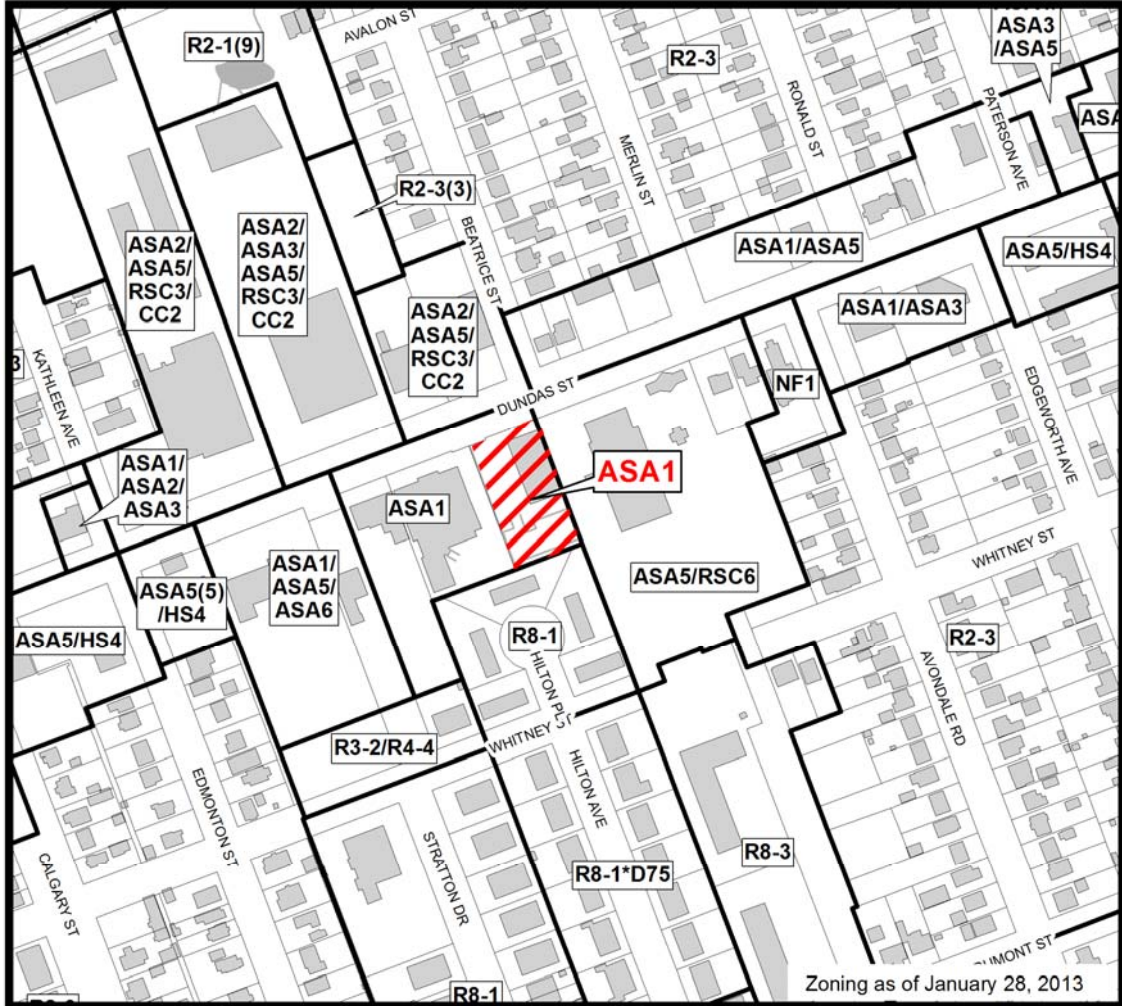 AVALON ST
R2-1(9)
R2-3
ASA3
/ASA5
ASA
RONALD ST
PATERSON AVE
MERLIN ST
R2-3(3)
BEATRICE ST
ASA2/
ASA5/
RSC3/
CC2
ASA2/
ASA3/
ASA5/
RSC3/
CC2
ASA2/
ASA5/
RSC3/
CC2
ASA1/ASA5
ASA5/HS4
ASA1/ASA3
3
KATHLEEN AVE
NF1
EDGEWORTH AVE
DUNDAS ST
ASA1/
ASA2/
ASA3
ASA1
ASA1
WHITNEY ST
ASA5(5)
/HS4
ASA1/
ASA5/
ASA6
ASA5/RSC6
ASA5/HS4
R8-1
R2-3
HILTON PL
AVONDALE RD
R3-2/R4-4
WHITNEY ST
EDMONTON ST
HILTON AVE
STRATTON DR
CALGARY ST
R8-1*D75
R8-3
UMONT ST
R8-1
Zoning as of January 28, 2013